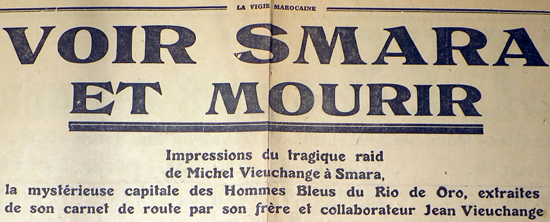 LA VIGIE MAROCAINE
VOIR SMARA
ET MOURIR
Impressions du tragique raid
de Michel Vieuchange à Smara,
la mystérieuse capitale des Hommes Bleus du Rio de Oro, extraites
de son carnet de route par son frère et collaborateur Jean Vieuchange